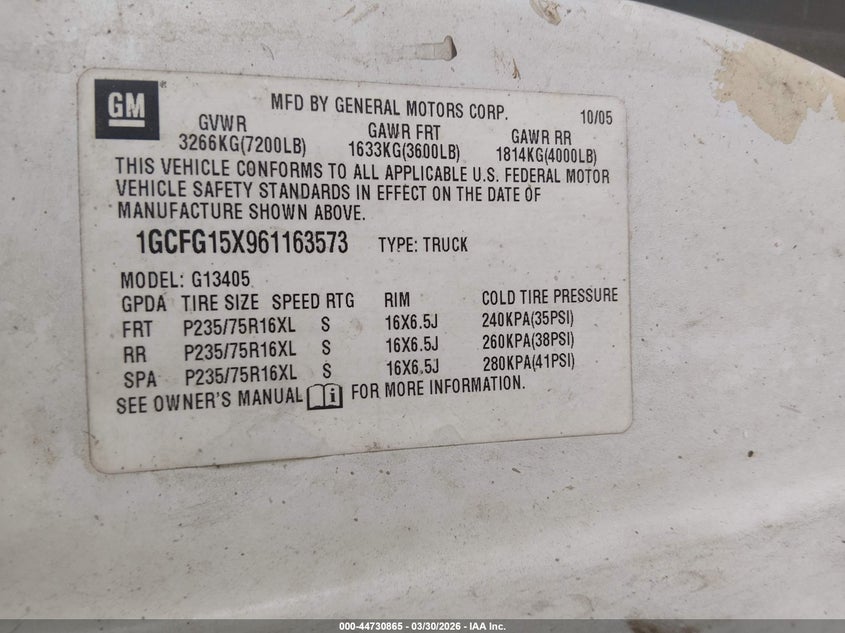 GM
MFD BY GENERAL MOTORS CORP. 10/05
GVWR GAWR FRT GAWR RR
3266KG(7200LB) 1633KG(3600LB) 1814KG(4000LB)
THIS VEHICLE CONFORMS TO ALL APPLICABLE U.S. FEDERAL MOTOR
VEHICLE SAFETY STANDARDS IN EFFECT ON THE DATE OF
MANUFACTURE SHOWN ABOVE.
1GCFG15X961163573 TYPE: TRUCK
MODEL: G13405
GPDA TIRE SIZE SPEED RTG RIM COLD TIRE PRESSURE
FRT P235/75R16XL S 16X6.5J 240KPA(35PSI)
RR P235/75R16XL S 16X6.5J 260KPA(38PSI)
SPA P235/75R16XL S 16X6.5J 280KPA(41PSI)
SEE OWNER'S MANUAL FOR MORE INFORMATION.
000-44730865 - 03/30/2026 - IAA Inc.